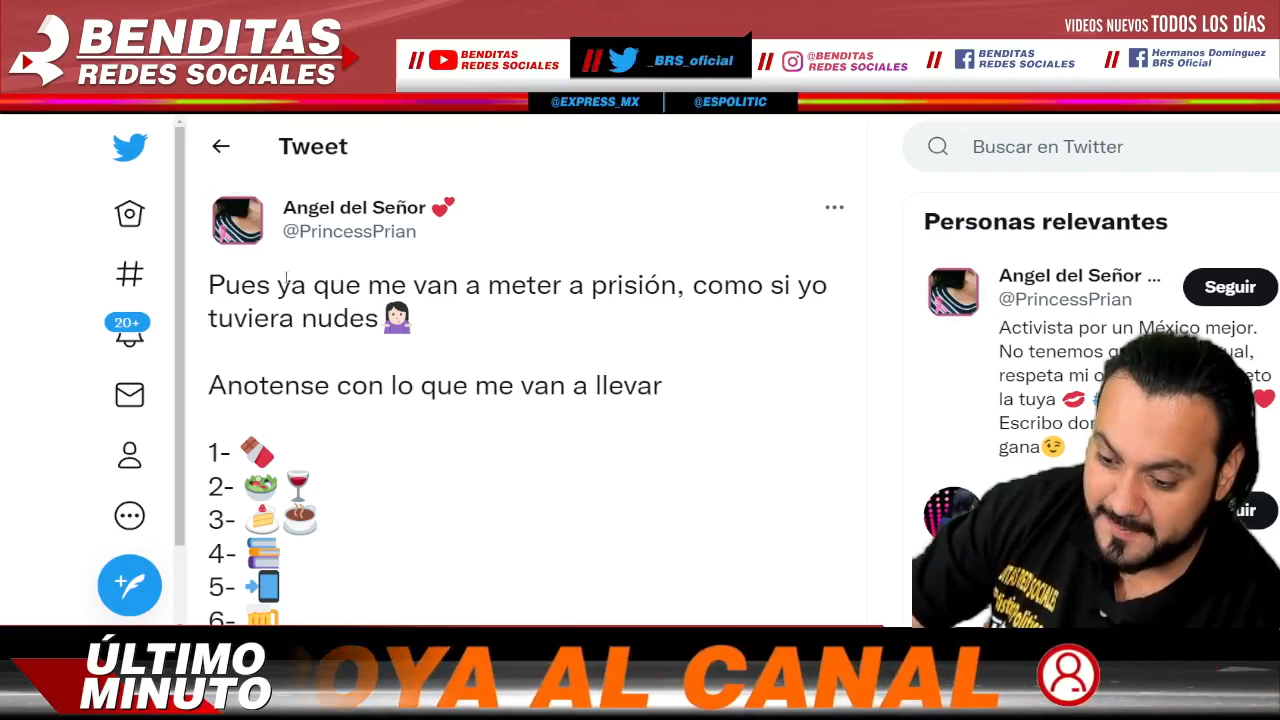 BENDITAS
REDES SOCIALES
VIDEOS NUEVOS TODOS LOS DÍAS
// BENDITAS REDES SOCIALES
// _BRS_oficial
// @BENDITAS REDES SOCIALES
// BENDITAS REDES SOCIALES
// Hermanos Dominguez BRS Oficial
@EXPRESS_MX
@ESPOLITIC
Tweet
Buscar en Twitter
Angel del Señor 💕
@PrincessPrian
Pues ya que me van a meter a prisión, como si yo
tuviera nudes🤷🏻‍♀️
Anotense con lo que me van a llevar
1- 🍫
2- 🥗🍷
3- 🍰☕
4- 📚
5- 📲
6- 🍺
20+
Personas relevantes
Angel del Señor ...
@PrincessPrian
Seguir
Activista por un México mejor.
No tenemos
respeta mi
la tuya 💋
Escribo
gana😉
ÚLTIMO
MINUTO
OYA AL CANAL